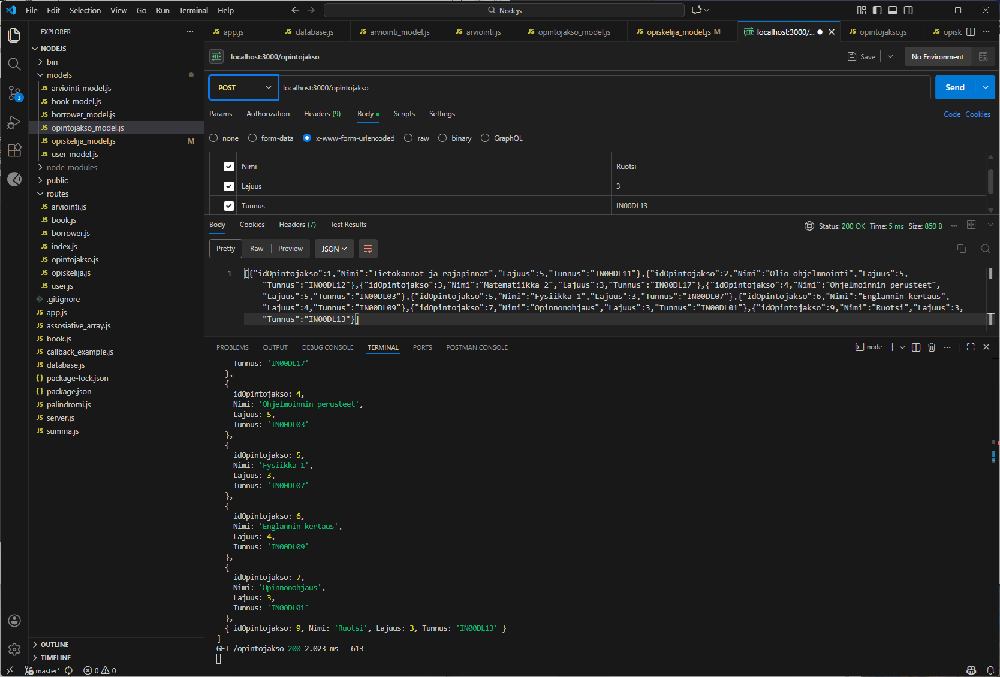 File Edit Selection View Go Run Terminal Help
Nodejs
EXPLORER
NODEJS
bin
models
arviointi_model.js
book_model.js
borrower_model.js
opintojakso_model.js
opiskelija_model.js M
user_model.js
node_modules
public
routes
arviointi.js
book.js
borrower.js
index.js
opintojakso.js
opiskelija.js
user.js
.gitignore
app.js
assosiative_array.js
book.js
callback_example.js
database.js
package-lock.json
package.json
palindromi.js
server.js
summa.js
OUTLINE
TIMELINE
app.js database.js arviointi_model.js arviointi.js opintojakso_model.js opiskelija_model.js M localhost:3000/... opintojakso.js opisk
HTTP localhost:3000/opintojakso Save No Environment
POST localhost:3000/opintojakso Send
Params Authorization Headers (9) Body Scripts Settings Code Cookies
none form-data x-www-form-urlencoded raw binary GraphQL
Nimi Ruotsi
Lajuus 3
Tunnus IN00DL13
Body Cookies Headers (7) Test Results Status: 200 OK Time: 5 ms Size: 850 B
Pretty Raw Preview JSON
1 [{"idOpintojakso":1,"Nimi":"Tietokannat ja rajapinnat","Lajuus":5,"Tunnus":"IN00DL11"},{"idOpintojakso":2,"Nimi":"Olio-ohjelmnointi","Lajuus":5,
"Tunnus":"IN00DL12"},{"idOpintojakso":3,"Nimi":"Matematiikka 2","Lajuus":3,"Tunnus":"IN00DL17"},{"idOpintojakso":4,"Nimi":"Ohjelmoinnin perusteet",
"Lajuus":5,"Tunnus":"IN00DL03"},{"idOpintojakso":5,"Nimi":"Fysiikka 1","Lajuus":3,"Tunnus":"IN00DL07"},{"idOpintojakso":6,"Nimi":"Englannin kertaus",
"Lajuus":4,"Tunnus":"IN00DL09"},{"idOpintojakso":7,"Nimi":"Opinnonohjaus","Lajuus":3,"Tunnus":"IN00DL01"},{"idOpintojakso":9,"Nimi":"Ruotsi","Lajuus":3,
"Tunnus":"IN00DL13"}]
PROBLEMS OUTPUT DEBUG CONSOLE TERMINAL PORTS POSTMAN CONSOLE node
Tunnus: 'IN00DL17'
},
{
idOpintojakso: 4,
Nimi: 'Ohjelmoinnin perusteet',
Lajuus: 5,
Tunnus: 'IN00DL03'
},
{
idOpintojakso: 5,
Nimi: 'Fysiikka 1',
Lajuus: 3,
Tunnus: 'IN00DL07'
},
{
idOpintojakso: 6,
Nimi: 'Englannin kertaus',
Lajuus: 4,
Tunnus: 'IN00DL09'
},
{
idOpintojakso: 7,
Nimi: 'Opinnonohjaus',
Lajuus: 3,
Tunnus: 'IN00DL01'
},
{ idOpintojakso: 9, Nimi: 'Ruotsi', Lajuus: 3, Tunnus: 'IN00DL13' }
]
GET /opintojakso 200 2.023 ms - 613
master* 0 0